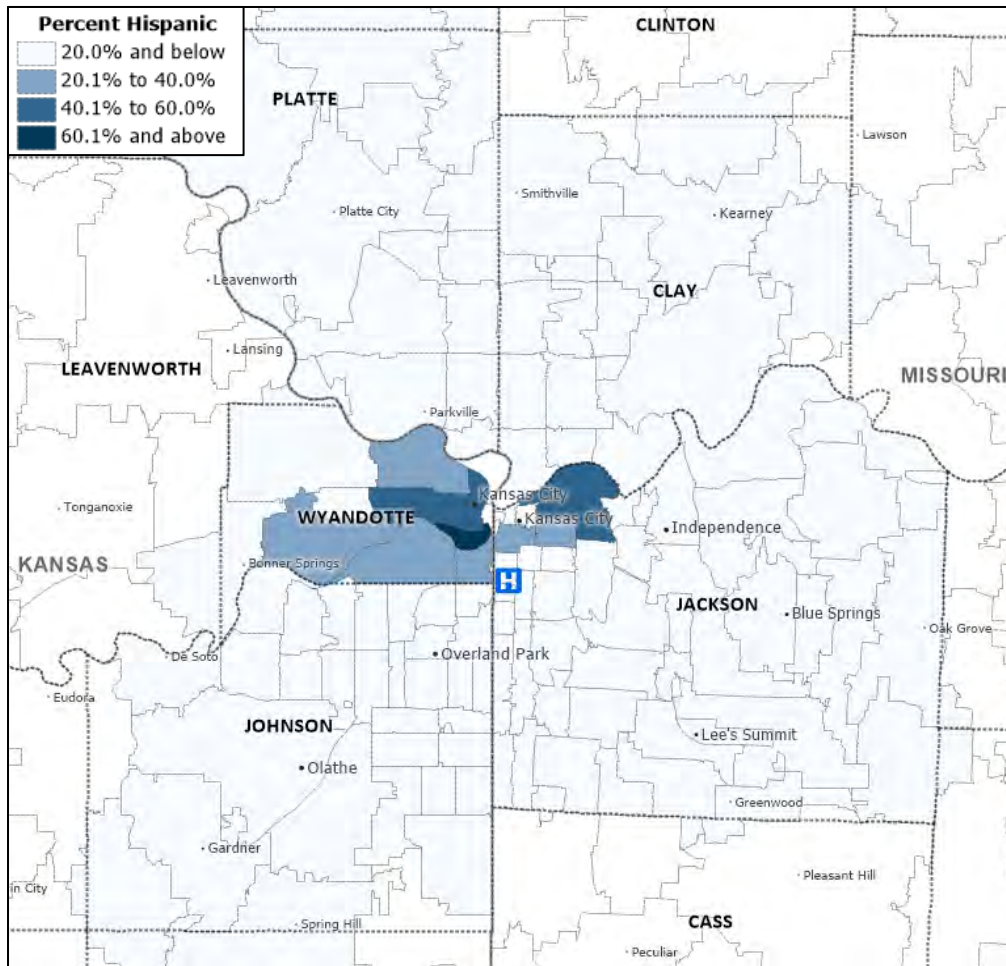 Percent Hispanic
20.0% and below
20.1% to 40.0%
40.1% to 60.0%
60.1% and above
CLINTON
PLATTE
Lawson
Smithville
Platte City
Kearney
Leavenworth
CLAY
Lansing
LEAVENWORTH
MISSOURI
Parkville
Kansas City
Tonganoxie
WYANDOTTE
Kansas City
Independence
KANSAS
Bonner Springs
H
JACKSON
Blue Springs
Oak Grove
Overland Park
De Soto
Eudora
JOHNSON
Lee's Summit
Olathe
Greenwood
Gardner
Pleasant Hill
in City
Spring Hill
CASS
Peculiar